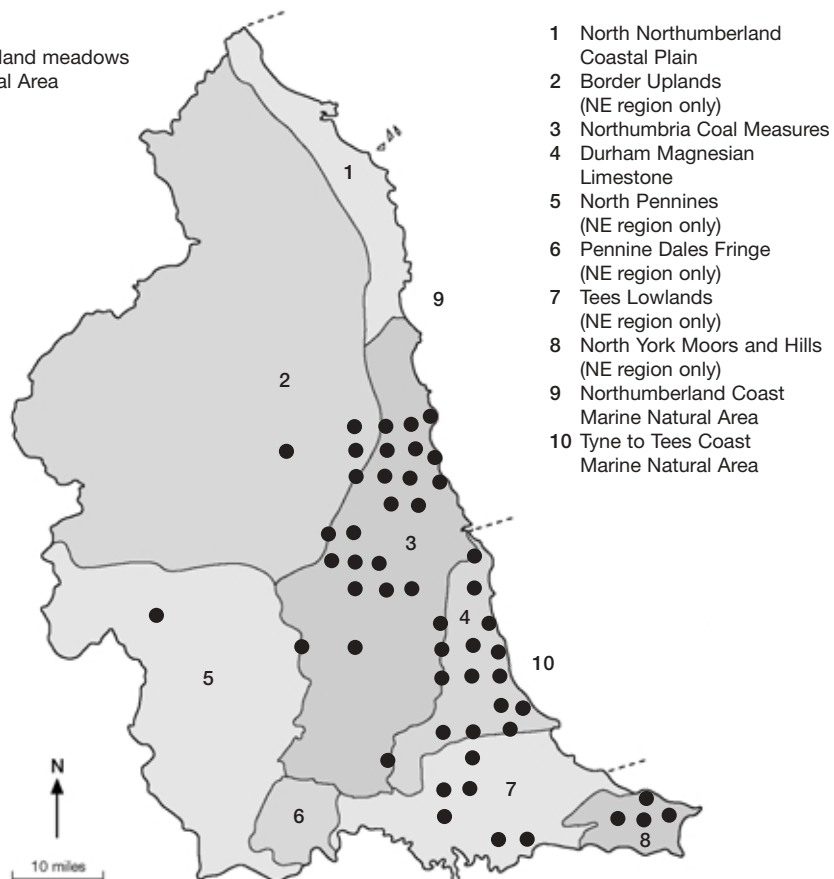 meadows
Area
1 North Northumberland
Coastal Plain
2 Border Uplands
(NE region only)
3 Northumbria Coal Measures
4 Durham Magnesian
Limestone
5 North Pennines
(NE region only)
6 Pennine Dales Fringe
(NE region only)
7 Tees Lowlands
(NE region only)
8 North York Moors and Hills
(NE region only)
9 Northumberland Coast
Marine Natural Area
10 Tyne to Tees Coast
Marine Natural Area
1
9
2
3
4
10
5
7
6
8
N
10 miles